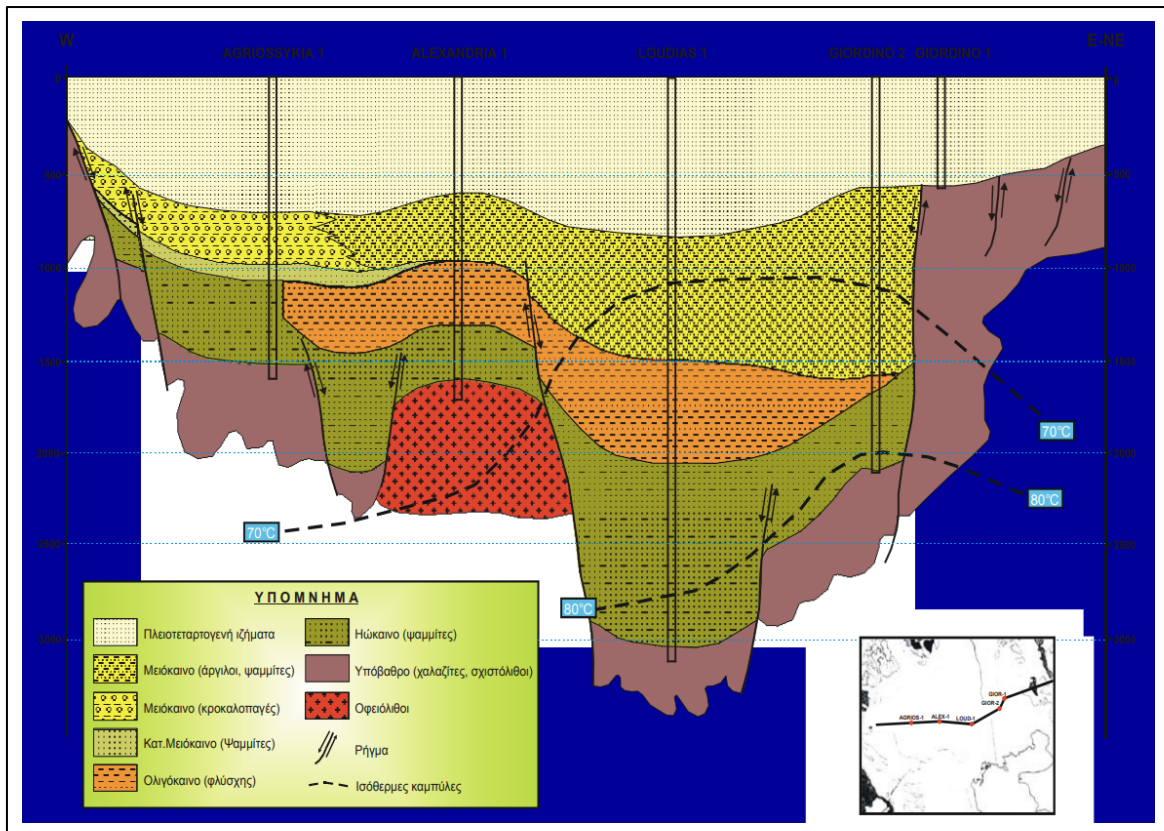 W
E-NE
AGRIOSSYKIA 1
ALEXANDRIA 1
LOUDIAS 1
GIORDINO 2 - GIORDINO 1
0
0
500
500
1000
1000
1500
1500
2000
2000
2500
2500
3000
3000
70°C
80°C
70°C
80°C
ΥΠΟΜΝΗΜΑ
Πλειοτεταρτογενή ιζήματα
Μειόκαινο (άργιλοι, ψαμμίτες)
Μειόκαινο (κροκαλοπαγές)
Κατ.Μειόκαινο (Ψαμμίτες)
Ολιγόκαινο (φλύσχης)
Ηώκαινο (ψαμμίτες)
Υπόβαθρο (χαλαζίτες, σχιστόλιθοι)
Οφειόλιθοι
Ρήγμα
Ισόθερμες καμπύλες
GIOR-1
GIOR-2
AGRIOS-1
ALEX-1
LOUD-1